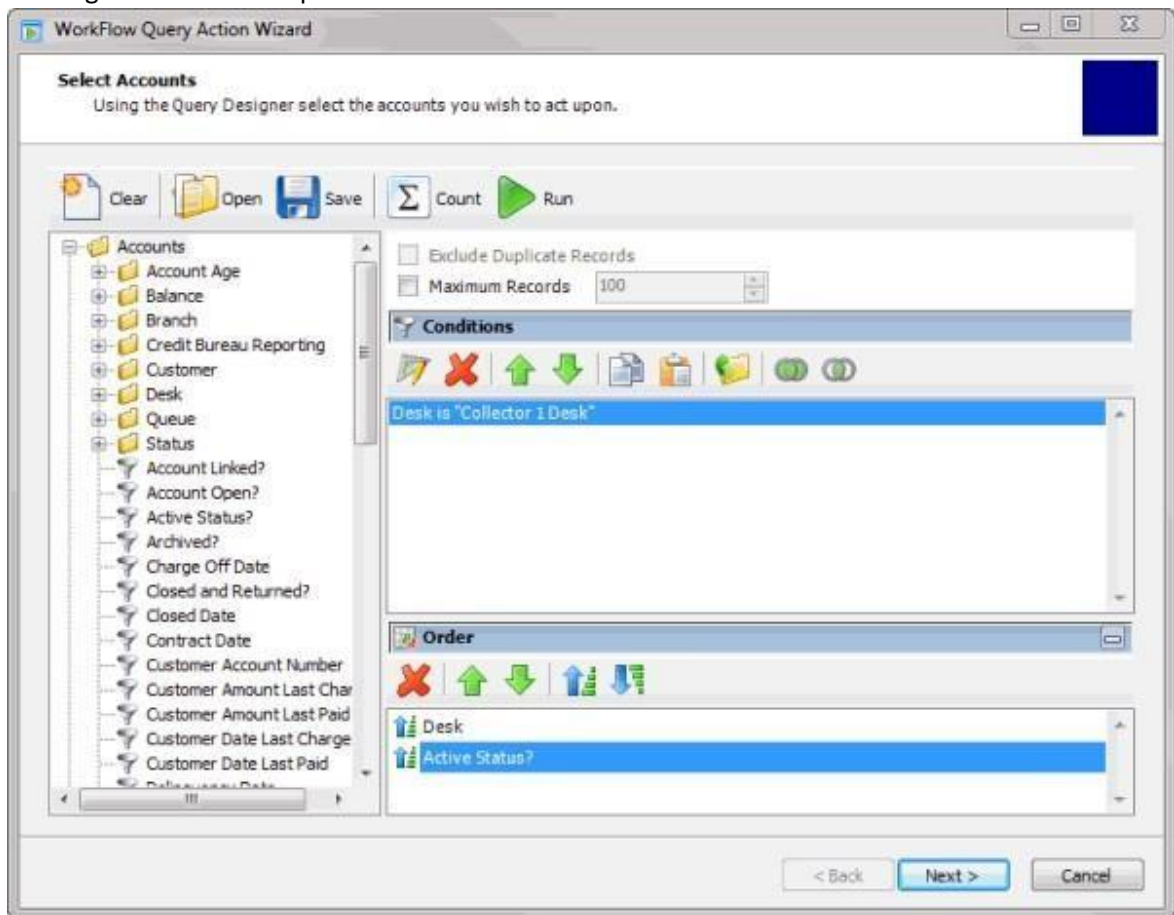 WorkFlow Query Action Wizard
Select Accounts
Using the Query Designer select the accounts you wish to act upon.
Clear Open Save Count Run
Accounts
Account Age
Balance
Branch
Credit Bureau Reporting
Customer
Desk
Queue
Status
Account Linked?
Account Open?
Active Status?
Archived?
Charge Off Date
Closed and Returned?
Closed Date
Contract Date
Customer Account Number
Customer Amount Last Char
Customer Amount Last Paid
Customer Date Last Charge
Customer Date Last Paid
Exclude Duplicate Records
Maximum Records 100
Conditions
Desk is "Collector 1 Desk"
Order
Desk
Active Status?
< Back Next > Cancel